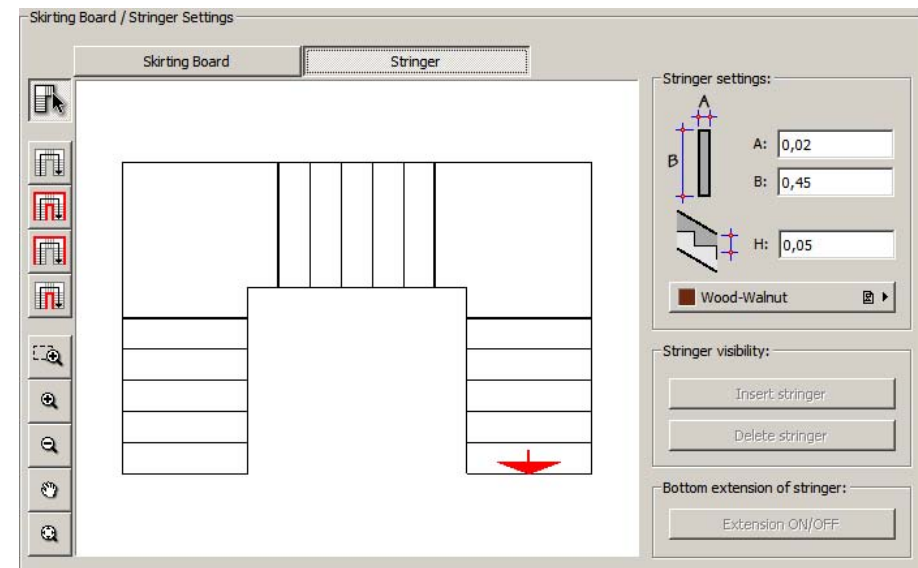 Skirting Board / Stringer Settings
Skirting Board
Stringer
Stringer settings:
A
B
A: 0,02
B: 0,45
H: 0,05
Wood-Walnut
Stringer visibility:
Insert stringer
Delete stringer
Bottom extension of stringer:
Extension ON/OFF